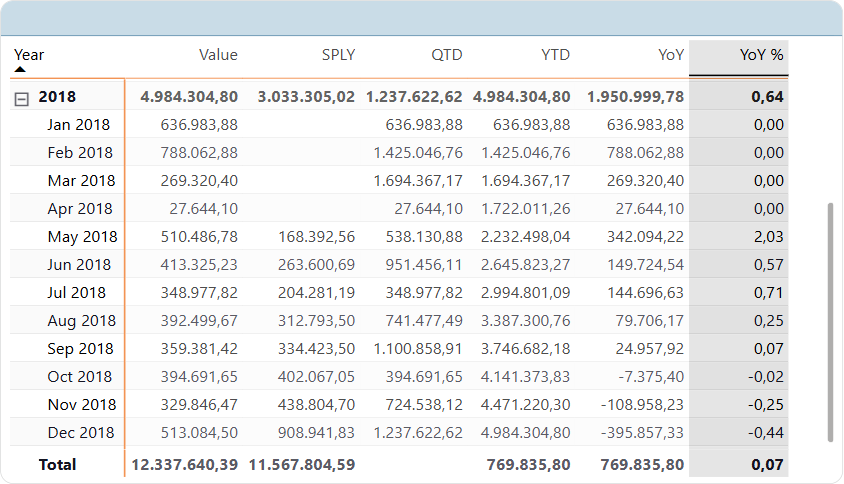 Year Value SPLY QTD YTD YoY YoY %
2018 4.984.304,80 3.033.305,02 1.237.622,62 4.984.304,80 1.950.999,78 0,64
Jan 2018 636.983,88 636.983,88 636.983,88 636.983,88 0,00
Feb 2018 788.062,88 1.425.046,76 1.425.046,76 788.062,88 0,00
Mar 2018 269.320,40 1.694.367,17 1.694.367,17 269.320,40 0,00
Apr 2018 27.644,10 27.644,10 1.722.011,26 27.644,10 0,00
May 2018 510.486,78 168.392,56 538.130,88 2.232.498,04 342.094,22 2,03
Jun 2018 413.325,23 263.600,69 951.456,11 2.645.823,27 149.724,54 0,57
Jul 2018 348.977,82 204.281,19 348.977,82 2.994.801,09 144.696,63 0,71
Aug 2018 392.499,67 312.793,50 741.477,49 3.387.300,76 79.706,17 0,25
Sep 2018 359.381,42 334.423,50 1.100.858,91 3.746.682,18 24.957,92 0,07
Oct 2018 394.691,65 402.067,05 394.691,65 4.141.373,83 -7.375,40 -0,02
Nov 2018 329.846,47 438.804,70 724.538,12 4.471.220,30 -108.958,23 -0,25
Dec 2018 513.084,50 908.941,83 1.237.622,62 4.984.304,80 -395.857,33 -0,44
Total 12.337.640,39 11.567.804,59 769.835,80 769.835,80 0,07